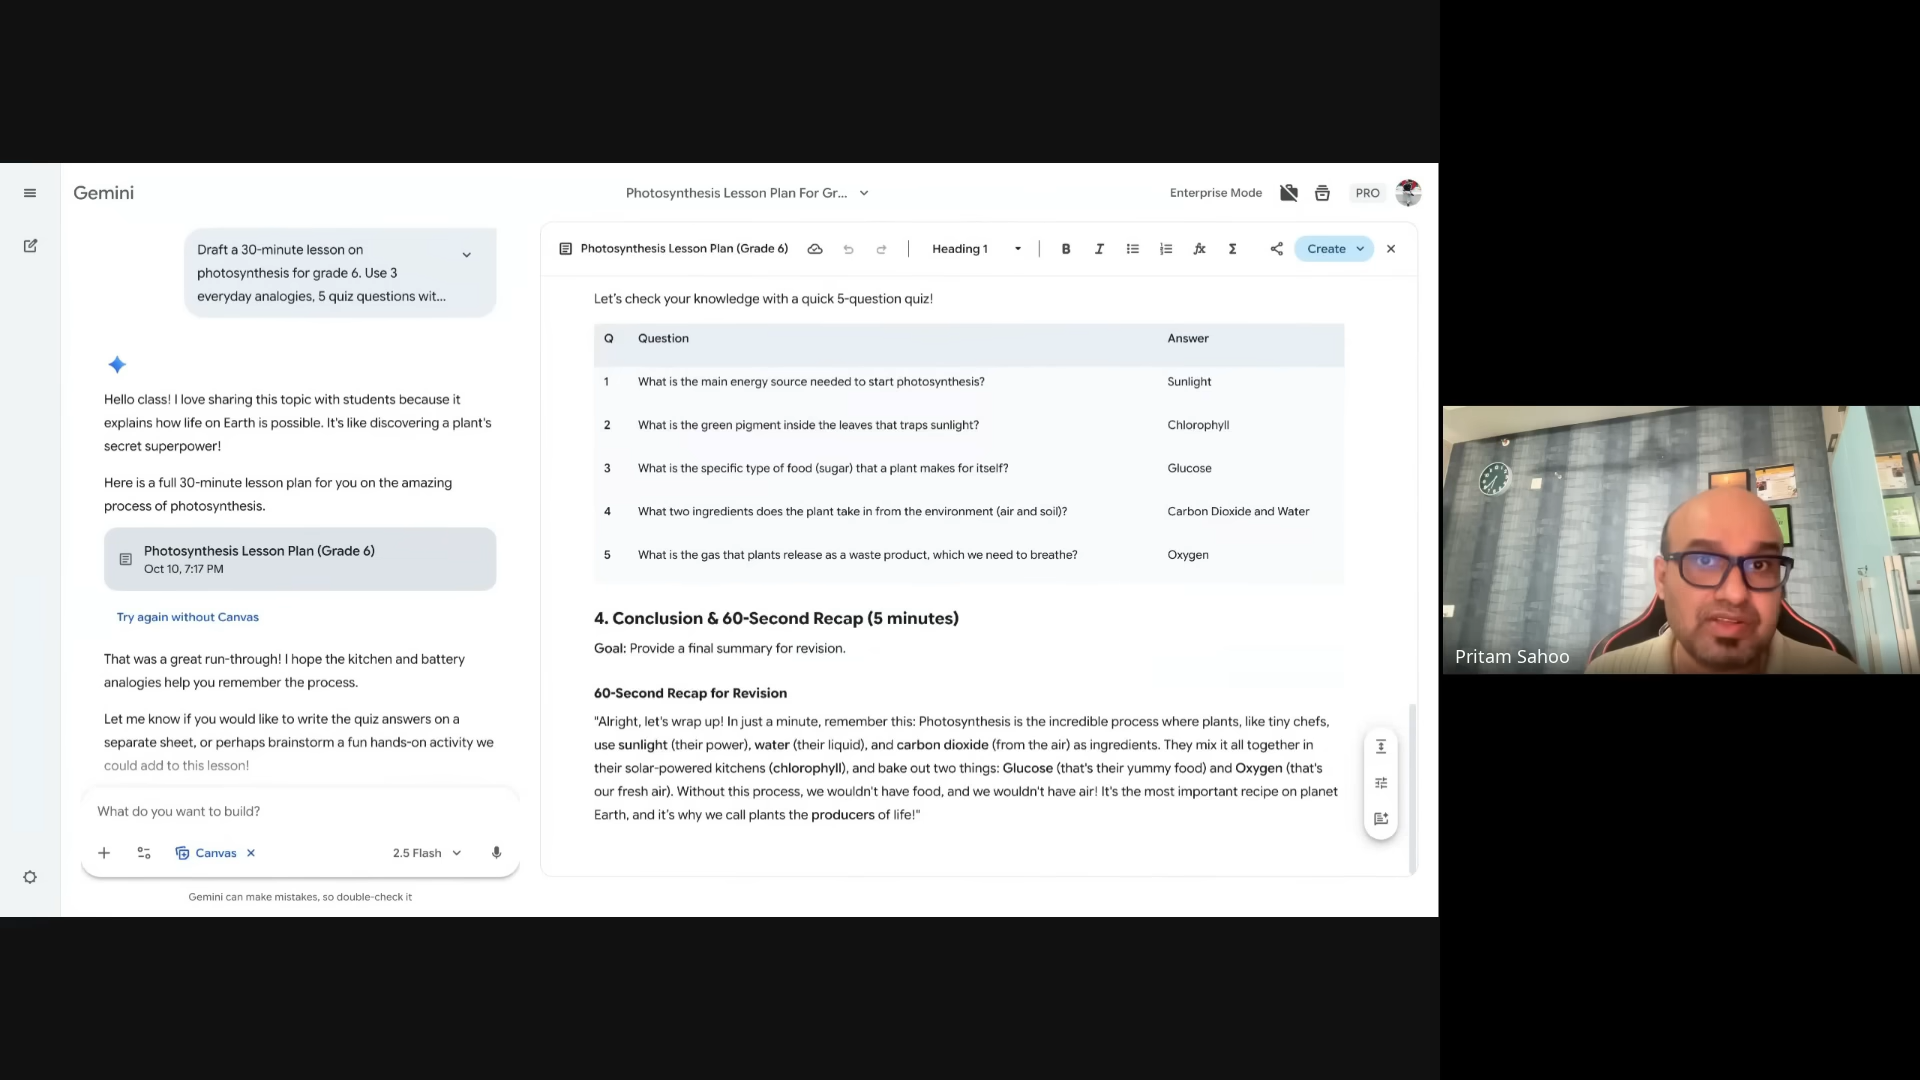 Gemini
Photosynthesis Lesson Plan For Gr...
Enterprise Mode
PRO
Draft a 30-minute lesson on
photosynthesis for grade 6. Use 3
everyday analogies, 5 quiz questions wit...
Hello class! I love sharing this topic with students because it
explains how life on Earth is possible. It's like discovering a plant's
secret superpower!
Here is a full 30-minute lesson plan for you on the amazing
process of photosynthesis.
Photosynthesis Lesson Plan (Grade 6)
Oct 10, 7:17 PM
Try again without Canvas
That was a great run-through! I hope the kitchen and battery
analogies help you remember the process.
Let me know if you would like to write the quiz answers on a
separate sheet, or perhaps brainstorm a fun hands-on activity we
could add to this lesson!
What do you want to build?
Canvas
2.5 Flash
Gemini can make mistakes, so double-check it
Photosynthesis Lesson Plan (Grade 6)
Heading 1
B I fx Σ
Create
Let's check your knowledge with a quick 5-question quiz!
Q Question Answer
1 What is the main energy source needed to start photosynthesis? Sunlight
2 What is the green pigment inside the leaves that traps sunlight? Chlorophyll
3 What is the specific type of food (sugar) that a plant makes for itself? Glucose
4 What two ingredients does the plant take in from the environment (air and soil)? Carbon Dioxide and Water
5 What is the gas that plants release as a waste product, which we need to breathe? Oxygen
4. Conclusion & 60-Second Recap (5 minutes)
Goal: Provide a final summary for revision.
60-Second Recap for Revision
"Alright, let's wrap up! In just a minute, remember this: Photosynthesis is the incredible process where plants, like tiny chefs,
use sunlight (their power), water (their liquid), and carbon dioxide (from the air) as ingredients. They mix it all together in
their solar-powered kitchens (chlorophyll), and bake out two things: Glucose (that's their yummy food) and Oxygen (that's
our fresh air). Without this process, we wouldn't have food, and we wouldn't have air! It's the most important recipe on planet
Earth, and it's why we call plants the producers of life!"
Pritam Sahoo